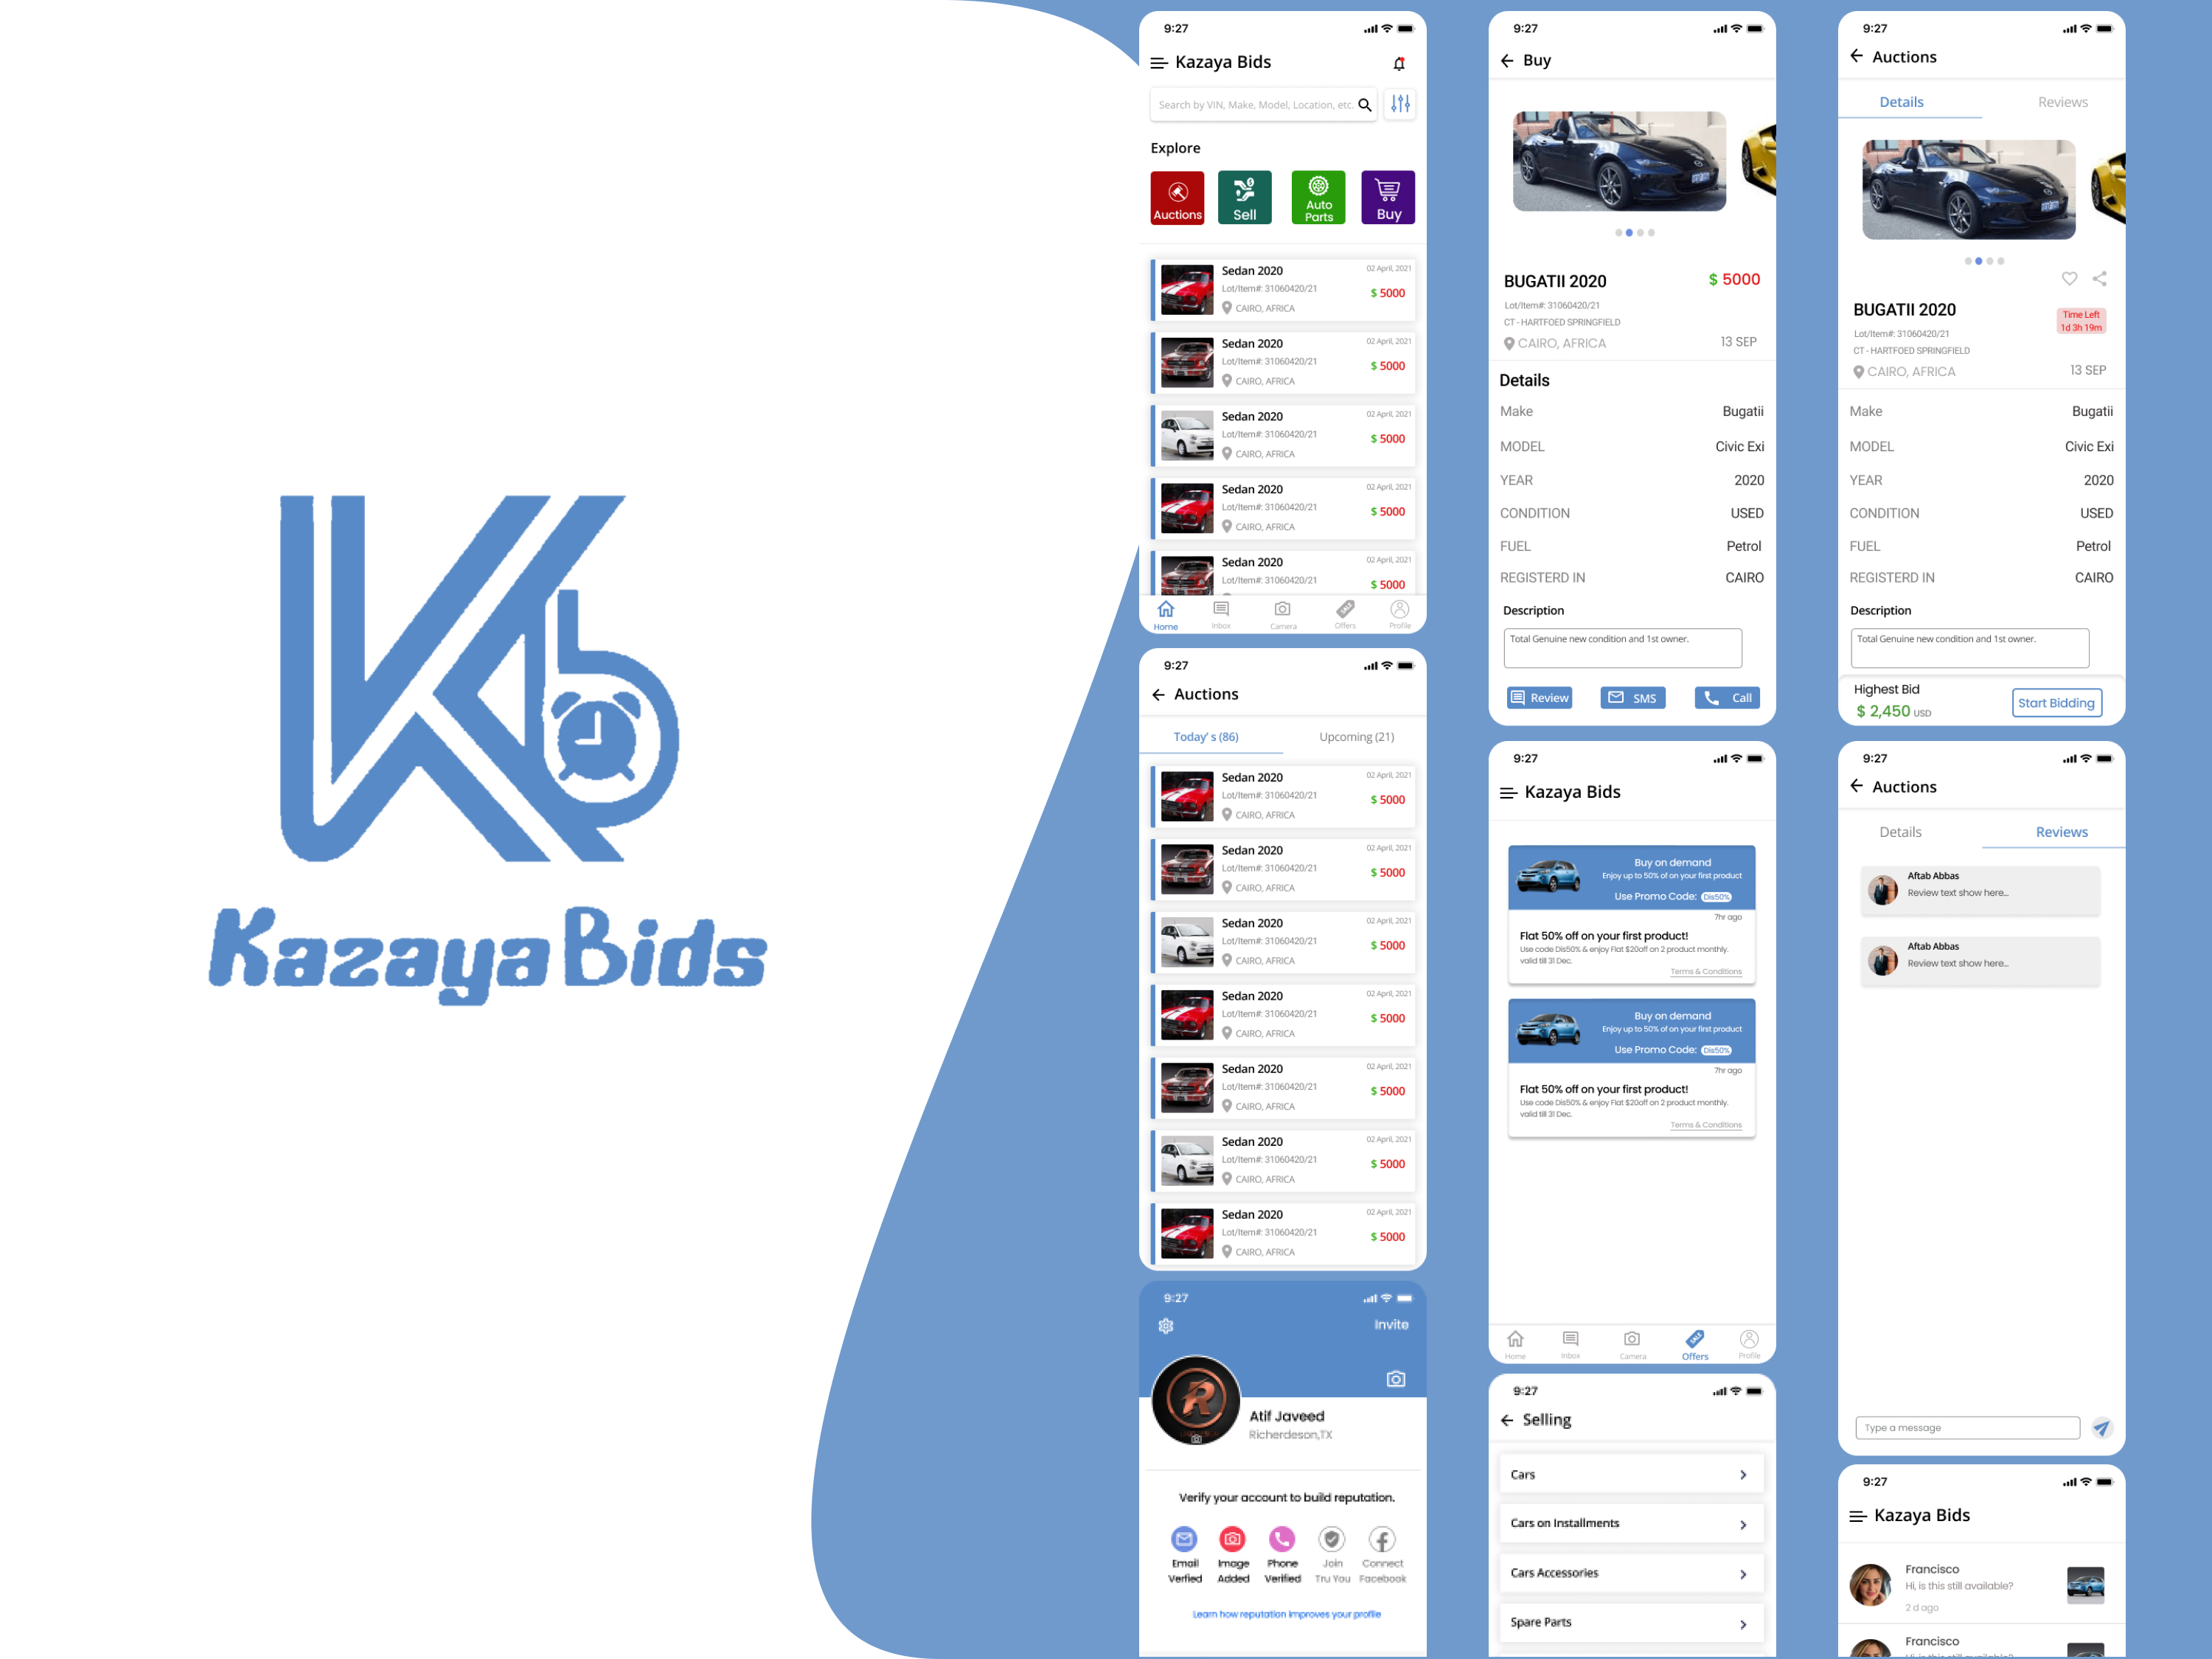 Kazaya Bids
9:27
Kazaya Bids
Search by VIN, Make, Model, Location, etc.
Explore
Auctions
Sell
Auto
Parts
Buy
Sedan 2020
02 April, 2021
Lot/Item#: 31060420/21
$ 5000
CAIRO, AFRICA
Sedan 2020
02 April, 2021
Lot/Item#: 31060420/21
$ 5000
CAIRO, AFRICA
Sedan 2020
02 April, 2021
Lot/Item#: 31060420/21
$ 5000
CAIRO, AFRICA
Sedan 2020
02 April, 2021
Lot/Item#: 31060420/21
$ 5000
CAIRO, AFRICA
Sedan 2020
02 April, 2021
Lot/Item#: 31060420/21
$ 5000
Home
Inbox
Camera
SALE
Offers
Profile
9:27
Auctions
Today' s (86)
Upcoming (21)
Sedan 2020
02 April, 2021
Lot/Item#: 31060420/21
$ 5000
CAIRO, AFRICA
Sedan 2020
02 April, 2021
Lot/Item#: 31060420/21
$ 5000
CAIRO, AFRICA
Sedan 2020
02 April, 2021
Lot/Item#: 31060420/21
$ 5000
CAIRO, AFRICA
Sedan 2020
02 April, 2021
Lot/Item#: 31060420/21
$ 5000
CAIRO, AFRICA
Sedan 2020
02 April, 2021
Lot/Item#: 31060420/21
$ 5000
CAIRO, AFRICA
Sedan 2020
02 April, 2021
Lot/Item#: 31060420/21
$ 5000
CAIRO, AFRICA
Sedan 2020
02 April, 2021
Lot/Item#: 31060420/21
$ 5000
CAIRO, AFRICA
9:27
Invite
Atif Javeed
Richerdeson,TX
Verify your account to build reputation.
Email
Verfied
Image
Added
Phone
Verified
Join
Tru You
Connect
Facebook
Learn how reputation improves your profile
9:27
Buy
BUGATII 2020
$ 5000
Lot/Item#: 31060420/21
CT - HARTFOED SPRINGFIELD
CAIRO, AFRICA
13 SEP
Details
Make
Bugatii
MODEL
Civic Exi
YEAR
2020
CONDITION
USED
FUEL
Petrol
REGISTERD IN
CAIRO
Description
Total Genuine new condition and 1st owner.
Review
SMS
Call
9:27
Kazaya Bids
Buy on demand
Enjoy up to 50% of on your first product
Use Promo Code: Dis50%
7hr ago
Flat 50% off on your first product!
Use code Dis50% & enjoy Flat $20off on 2 product monthly.
valid till 31 Dec.
Terms & Conditions
Buy on demand
Enjoy up to 50% of on your first product
Use Promo Code: Dis50%
7hr ago
Flat 50% off on your first product!
Use code Dis50% & enjoy Flat $20off on 2 product monthly.
valid till 31 Dec.
Terms & Conditions
Home
Inbox
Camera
SALE
Offers
Profile
9:27
Selling
Cars
Cars on Installments
Cars Accessories
Spare Parts
9:27
Auctions
Details
Reviews
BUGATII 2020
Time Left
1d 3h 19m
Lot/Item#: 31060420/21
CT - HARTFOED SPRINGFIELD
CAIRO, AFRICA
13 SEP
Make
Bugatii
MODEL
Civic Exi
YEAR
2020
CONDITION
USED
FUEL
Petrol
REGISTERD IN
CAIRO
Description
Total Genuine new condition and 1st owner.
Highest Bid
$ 2,450 USD
Start Bidding
9:27
Auctions
Details
Reviews
Aftab Abbas
Review text show here...
Aftab Abbas
Review text show here...
Type a message
9:27
Kazaya Bids
Francisco
Hi, is this still available?
2 d ago
Francisco